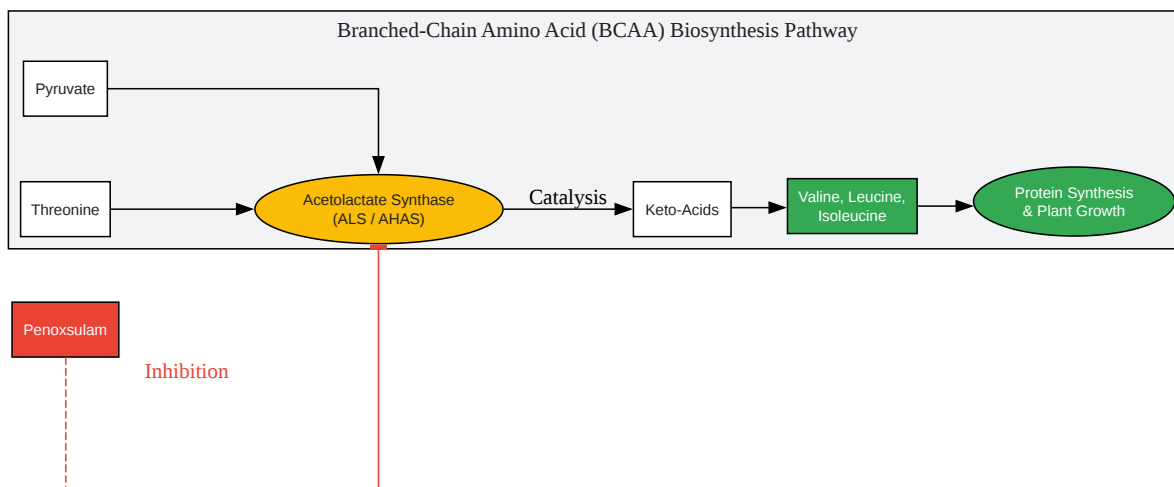 Branched-Chain Amino Acid (BCAA) Biosynthesis Pathway
Pyruvate
Threonine
Acetolactate Synthase
(ALS / AHAS)
Catalysis
Keto-Acids
Valine, Leucine,
Isoleucine
Protein Synthesis
& Plant Growth
Penoxsulam
Inhibition